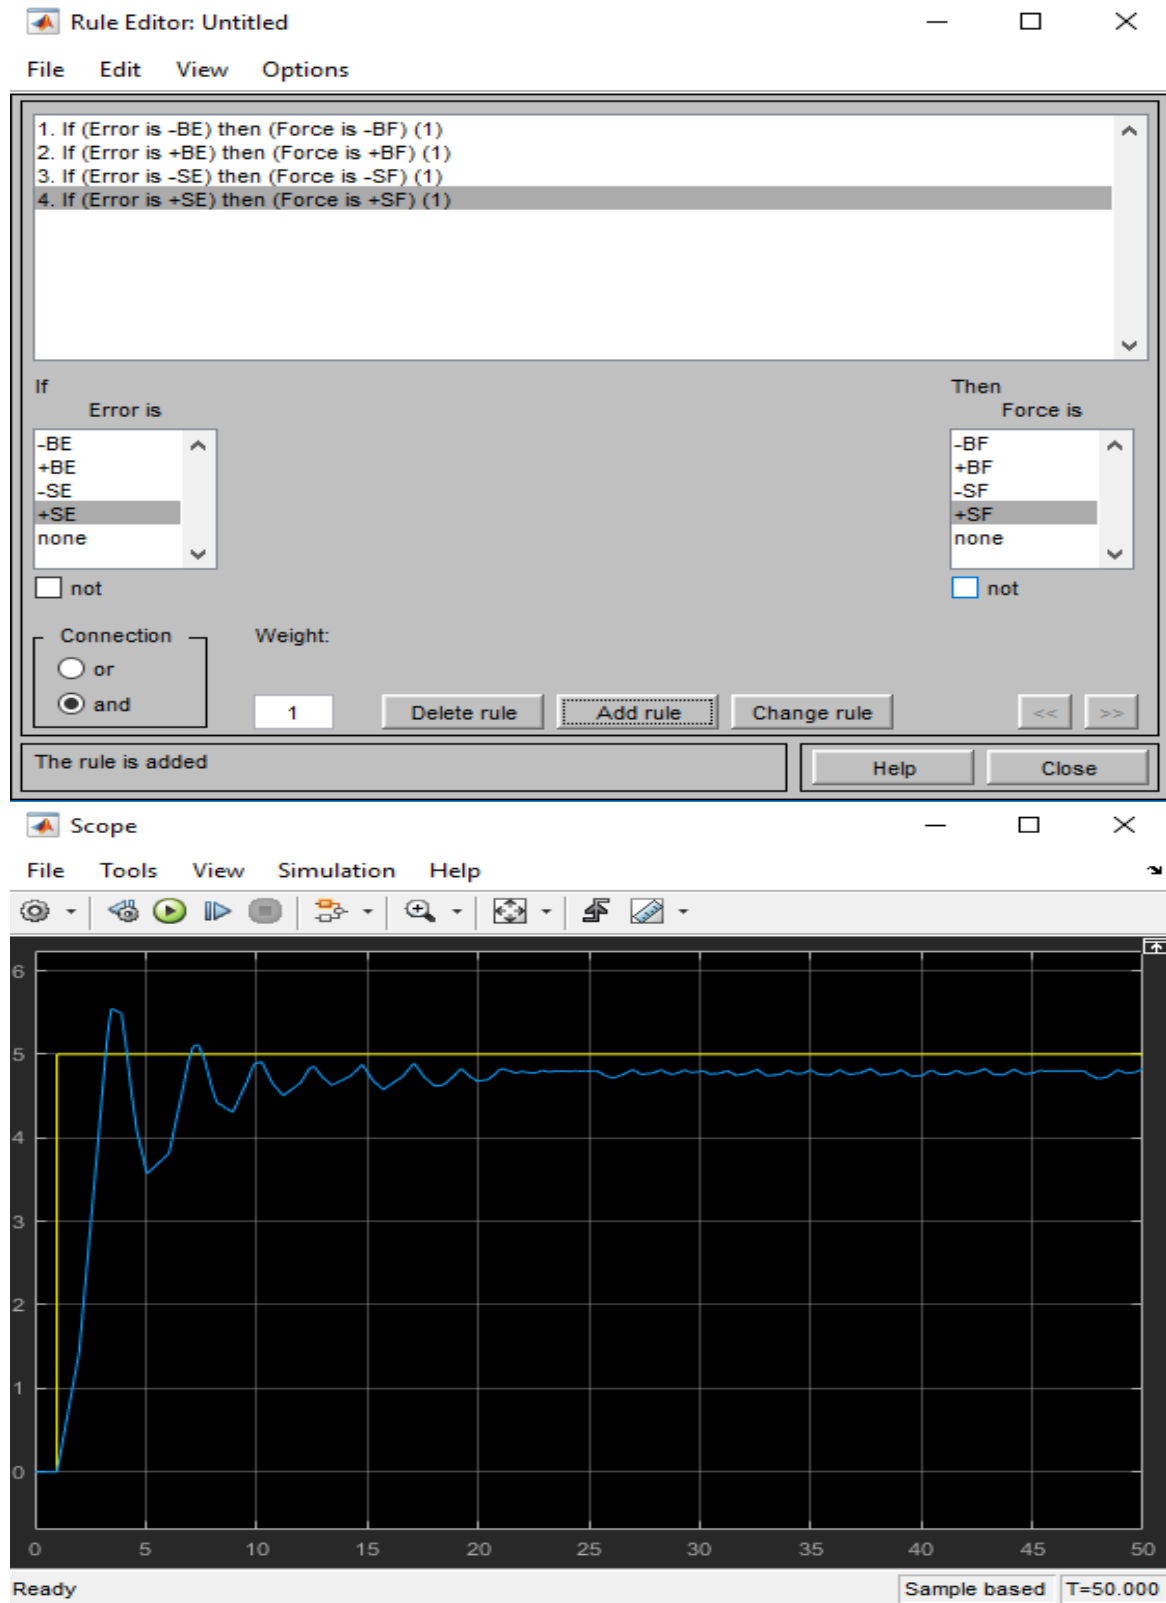 Rule Editor: Untitled
File Edit View Options
1. If (Error is -BE) then (Force is -BF) (1)
2. If (Error is +BE) then (Force is +BF) (1)
3. If (Error is -SE) then (Force is -SF) (1)
4. If (Error is +SE) then (Force is +SF) (1)
If
Error is
Then
Force is
-BE
+BE
-SE
+SE
none
not
-BF
+BF
-SF
+SF
none
not
Connection
or
and
Weight:
1
Delete rule
Add rule
Change rule
<<
>>
The rule is added
Help
Close
Scope
File Tools View Simulation Help
6
5
4
3
2
1
0
0 5 10 15 20 25 30 35 40 45 50
Ready
Sample based T=50.000